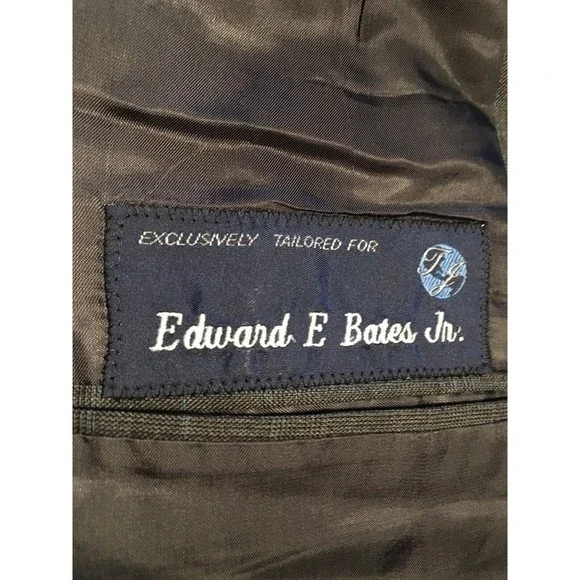 EXCLUSIVELY TAILORED FOR
Edward E Bates Jr.